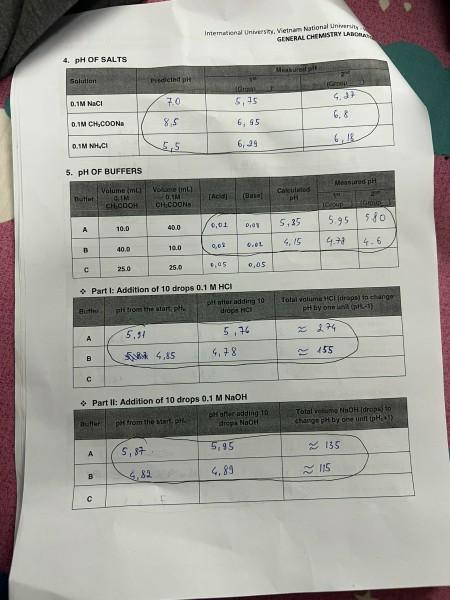 International University, Vietnam National University
GENERAL CHEMISTRY LABORAT
4. pH OF SALTS
Solution Predicted pH Measured pH
1st 2nd
(Group (Group
0.1M NaCl 7.0 5,75
0.1M CH3COONa 8,5 6,95 6,8
0.1M NH4Cl 5,5 6,29 6,18
5. pH OF BUFFERS
Buffer Volume (mL) 0.1M CH3COOH Volume (mL) 0.1M CH3COONa [Acid] [Base] Calculated pH Measured pH
1st 2nd
(Group (Group
A 10.0 40.0 0,02 0,08 5,35 5.95 5.80
B 40.0 10.0 0,08 0,02 4,15 4.78 4.6
C 25.0 25.0 0,05 0,05
❖ Part I: Addition of 10 drops 0.1 M HCl
Buffer pH from the start, pH₀ pH after adding 10 drops HCl Total volume HCl (drops) to change pH by one unit (pH₀-1)
A 5,91 5,76 ≈ 274
B 4,85 4,78 ≈ 155
C
❖ Part II: Addition of 10 drops 0.1 M NaOH
Buffer pH from the start, pH₀ pH after adding 10 drops NaOH Total volume NaOH (drops) to change pH by one unit (pH₀+1)
A 5,87 5,95 ≈ 135
B 4,82 4,89 ≈ 115
C